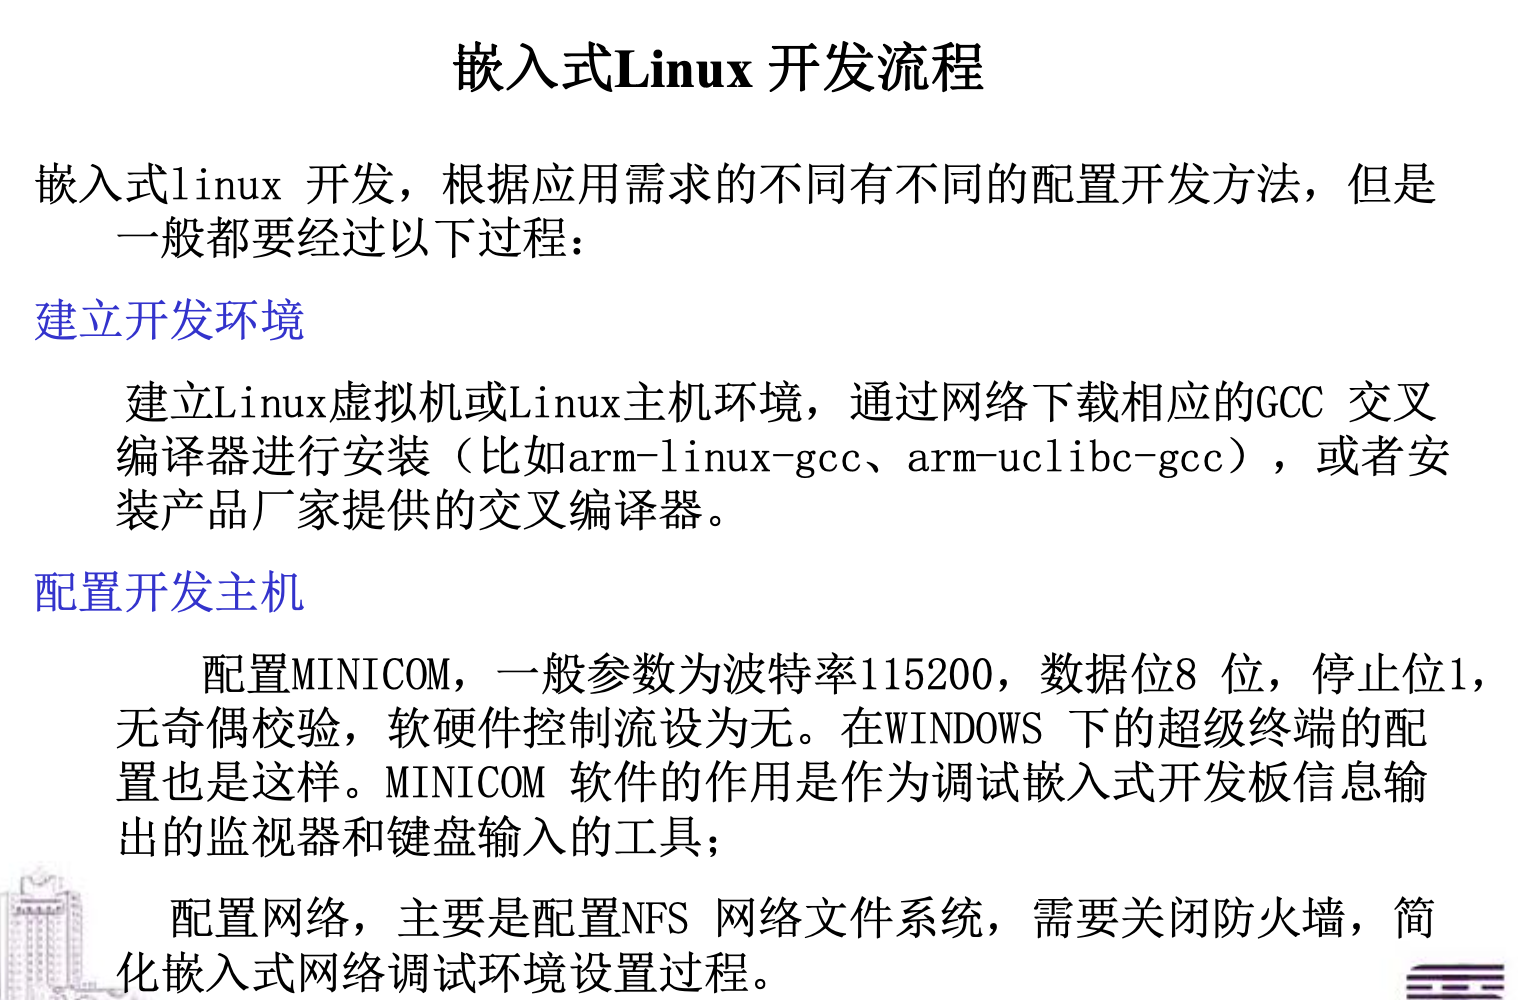 嵌入式Linux 开发流程
嵌入式linux 开发，根据应用需求的不同有不同的配置开发方法，但是
一般都要经过以下过程：
建立开发环境
建立Linux虚拟机或Linux主机环境，通过网络下载相应的GCC 交叉
编译器进行安装（比如arm-linux-gcc、arm-uclibc-gcc），或者安
装产品厂家提供的交叉编译器。
配置开发主机
配置MINICOM，一般参数为波特率115200，数据位8 位，停止位1，
无奇偶校验，软硬件控制流设为无。在WINDOWS 下的超级终端的配
置也是这样。MINICOM 软件的作用是作为调试嵌入式开发板信息输
出的监视器和键盘输入的工具；
配置网络，主要是配置NFS 网络文件系统，需要关闭防火墙，简
化嵌入式网络调试环境设置过程。